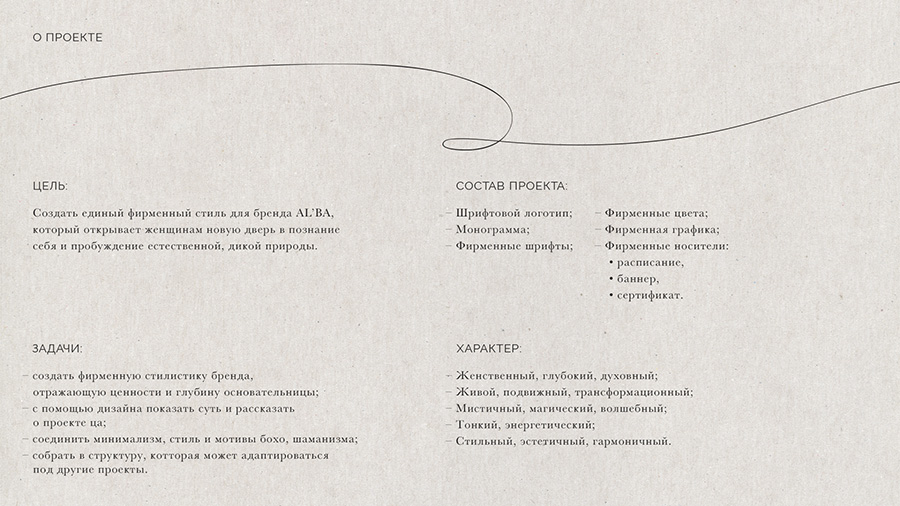 О ПРОЕКТЕ
ЦЕЛЬ:
Создать единый фирменный стиль для бренда AL'BA,
который открывает женщинам новую дверь в познание
себя и пробуждение естественной, дикой природы.
СОСТАВ ПРОЕКТА:
– Шрифтовой логотип;
– Монограмма;
– Фирменные шрифты;
– Фирменные цвета;
– Фирменная графика;
– Фирменные носители:
• расписание,
• баннер,
• сертификат.
ЗАДАЧИ:
– создать фирменную стилистику бренда,
отражающую ценности и глубину основательницы;
– с помощью дизайна показать суть и рассказать
о проекте ца;
– соединить минимализм, стиль и мотивы бохо, шаманизма;
– собрать в структуру, котторая может адаптироваться
под другие проекты.
ХАРАКТЕР:
– Женственный, глубокий, духовный;
– Живой, подвижный, трансформационный;
– Мистичный, магический, волшебный;
– Тонкий, энергетический;
– Стильный, эстетичный, гармоничный.